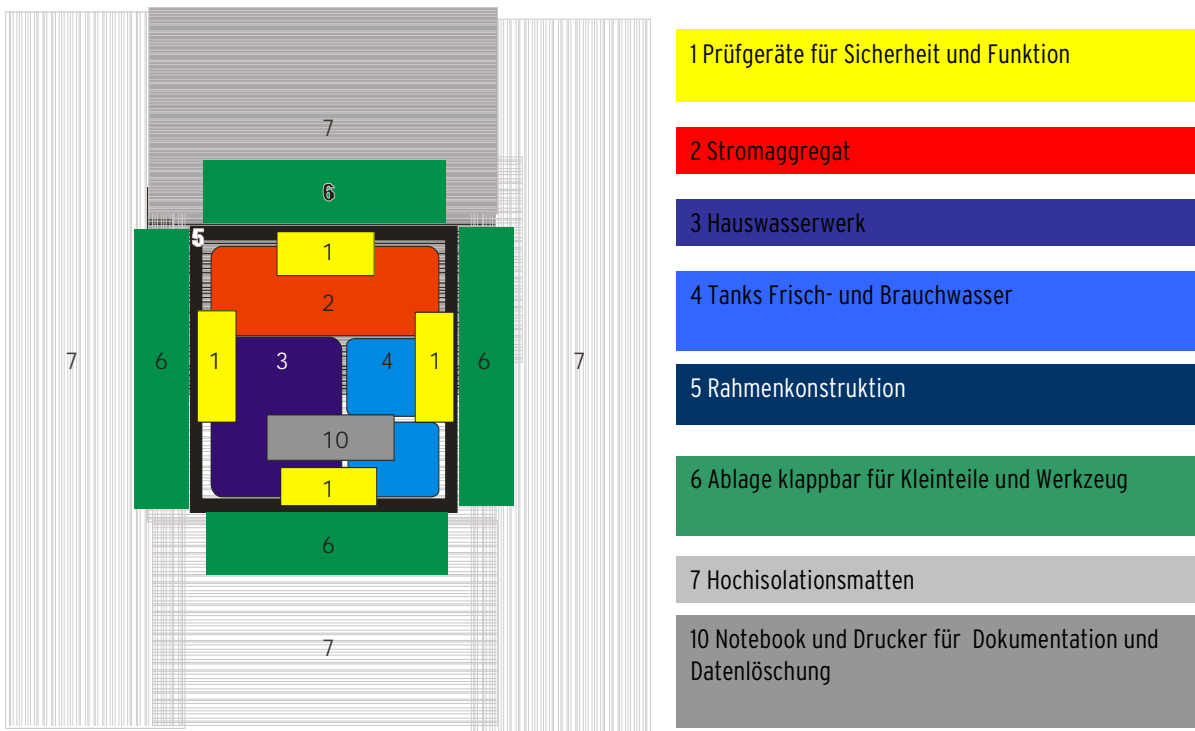 7
6
5
1
2
7
6
1
3
4
1
6
7
10
1
6
7
1 Prüfgeräte für Sicherheit und Funktion
2 Stromaggregat
3 Hauswasserwerk
4 Tanks Frisch- und Brauchwasser
5 Rahmenkonstruktion
6 Ablage klappbar für Kleinteile und Werkzeug
7 Hochisolationsmatten
10 Notebook und Drucker für  Dokumentation und
Datenlöschung